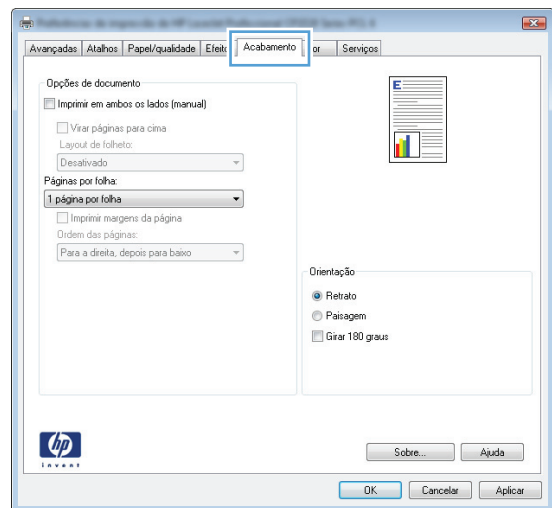 Avançadas Atalhos Papel/qualidade Acabamento Serviços
Opções de documento
Imprimir em ambos os lados (manual)
Virar páginas para cima
Layout de folheto:
Desativado
Páginas por folha:
1 página por folha
Imprimir margens da página
Ordem das páginas:
Para a direita, depois para baixo
E
Orientação
Retrato
Paisagem
Girar 180 graus
hp
invent
Sobre... Ajuda
OK Cancelar Aplicar